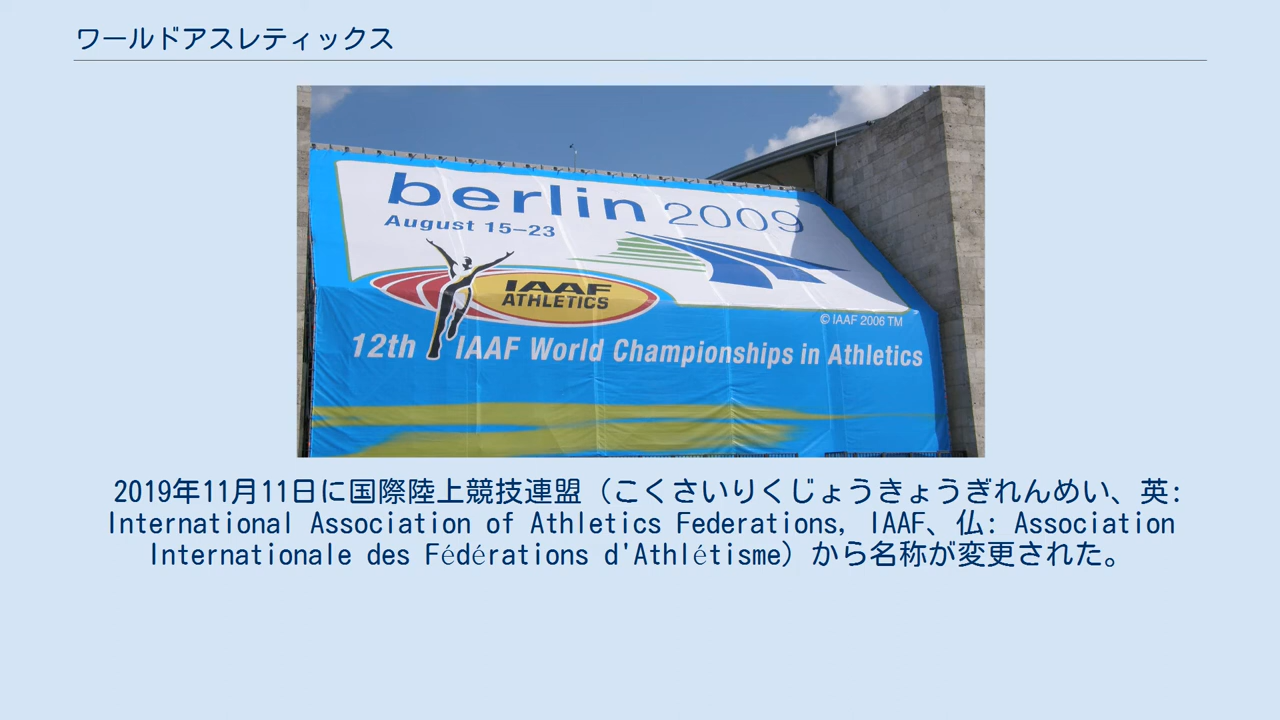 ワールドアスレティックス
berlin 2009
August 15–23
IAAF
ATHLETICS
© IAAF 2006 TM
12th IAAF World Championships in Athletics
2019年11月11日に国際陸上競技連盟（こくさいりくじょうきょうぎれんめい、英:
International Association of Athletics Federations, IAAF、仏: Association
Internationale des Fédérations d'Athlétisme）から名称が変更された。